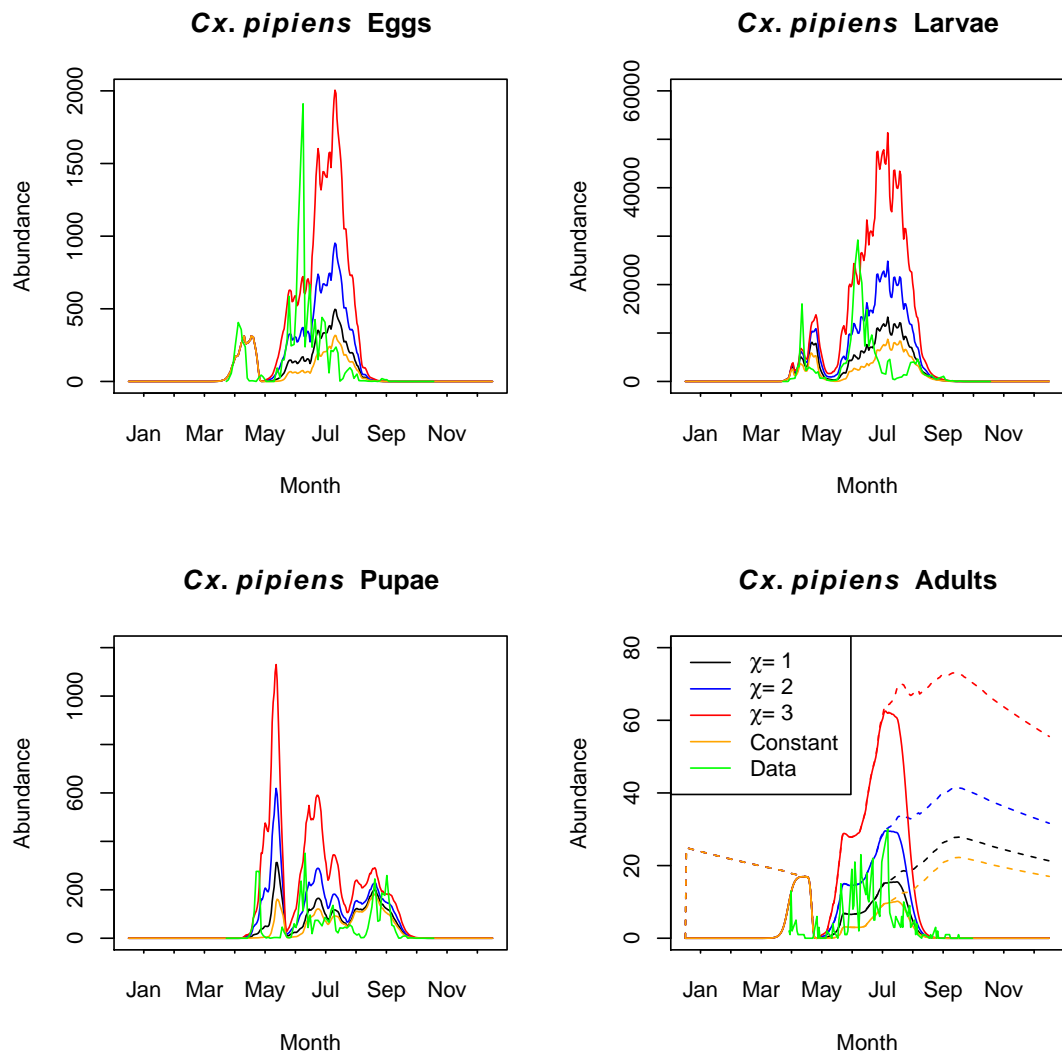 Cx. pipiens Eggs
Abundance
0 500 1000 1500 2000
Jan Mar May Jul Sep Nov
Month
Cx. pipiens Larvae
Abundance
0 20000 40000 60000
Jan Mar May Jul Sep Nov
Month
Cx. pipiens Pupae
Abundance
0 200 600 1000
Jan Mar May Jul Sep Nov
Month
Cx. pipiens Adults
Abundance
0 20 40 60 80
χ= 1
χ= 2
χ= 3
Constant
Data
Jan Mar May Jul Sep Nov
Month